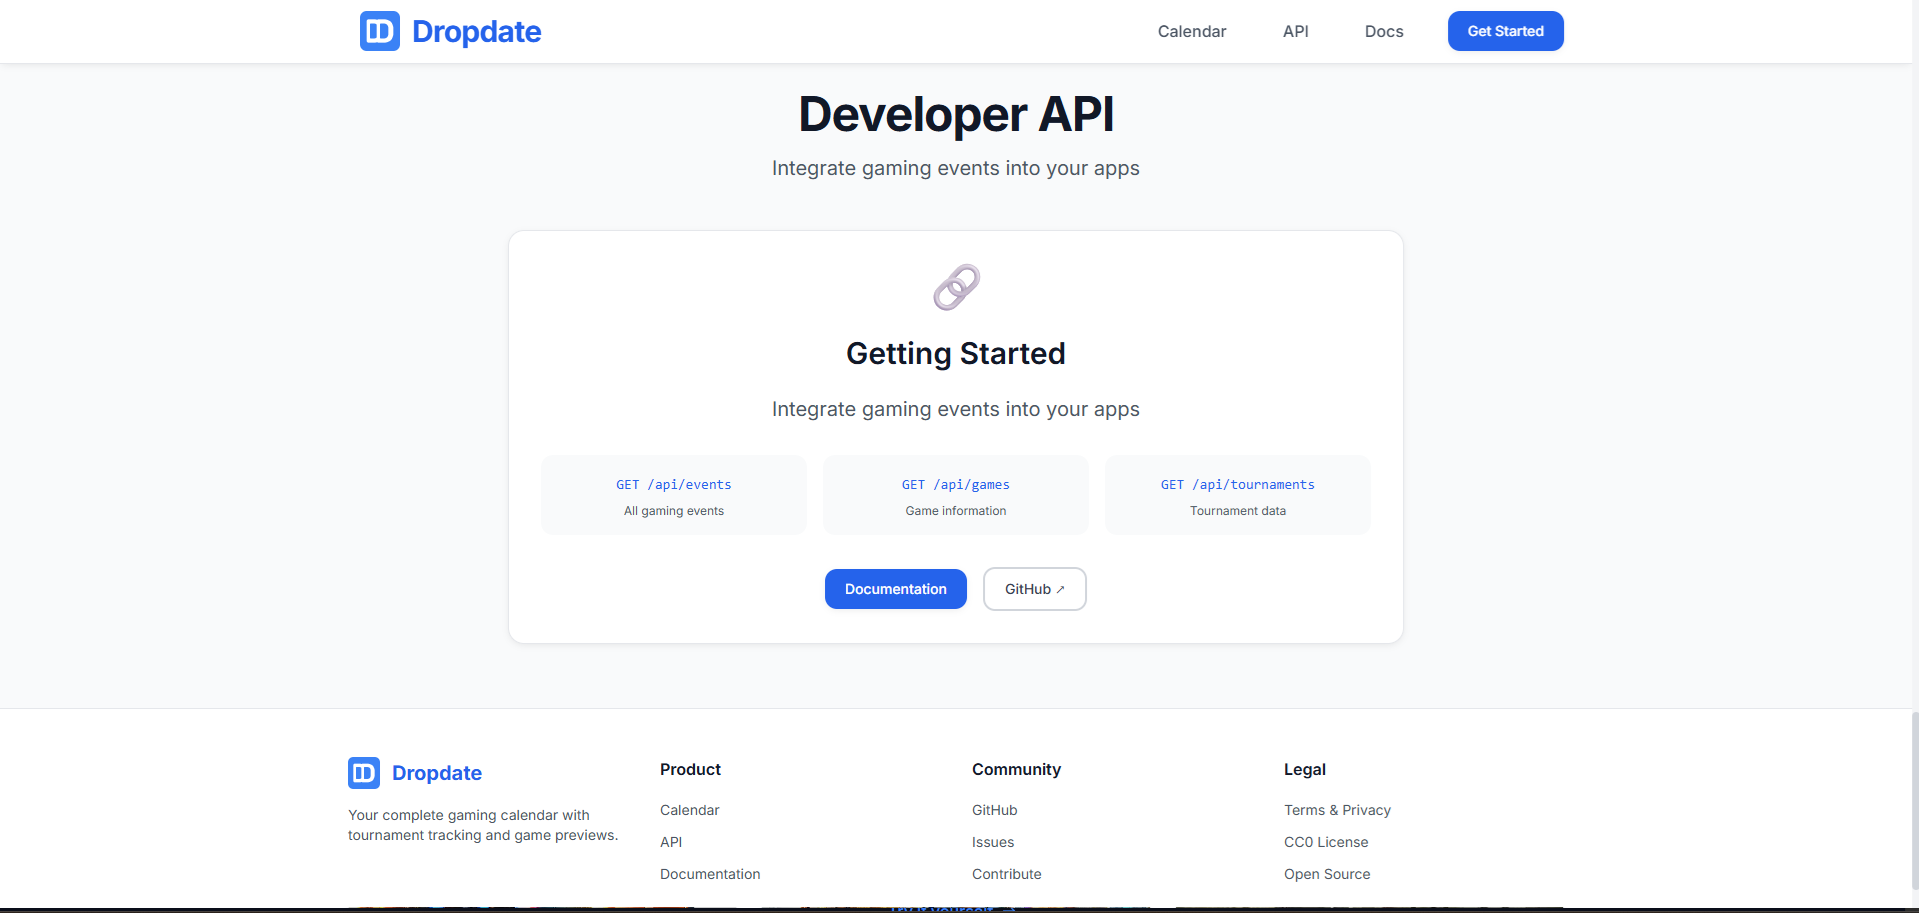 Dropdate
Calendar
API
Docs
Get Started
Developer API
Integrate gaming events into your apps
Getting Started
Integrate gaming events into your apps
GET /api/events
All gaming events
GET /api/games
Game information
GET /api/tournaments
Tournament data
Documentation
GitHub ↗
Dropdate
Your complete gaming calendar with
tournament tracking and game previews.
Product
Calendar
API
Documentation
Community
GitHub
Issues
Contribute
Legal
Terms & Privacy
CC0 License
Open Source